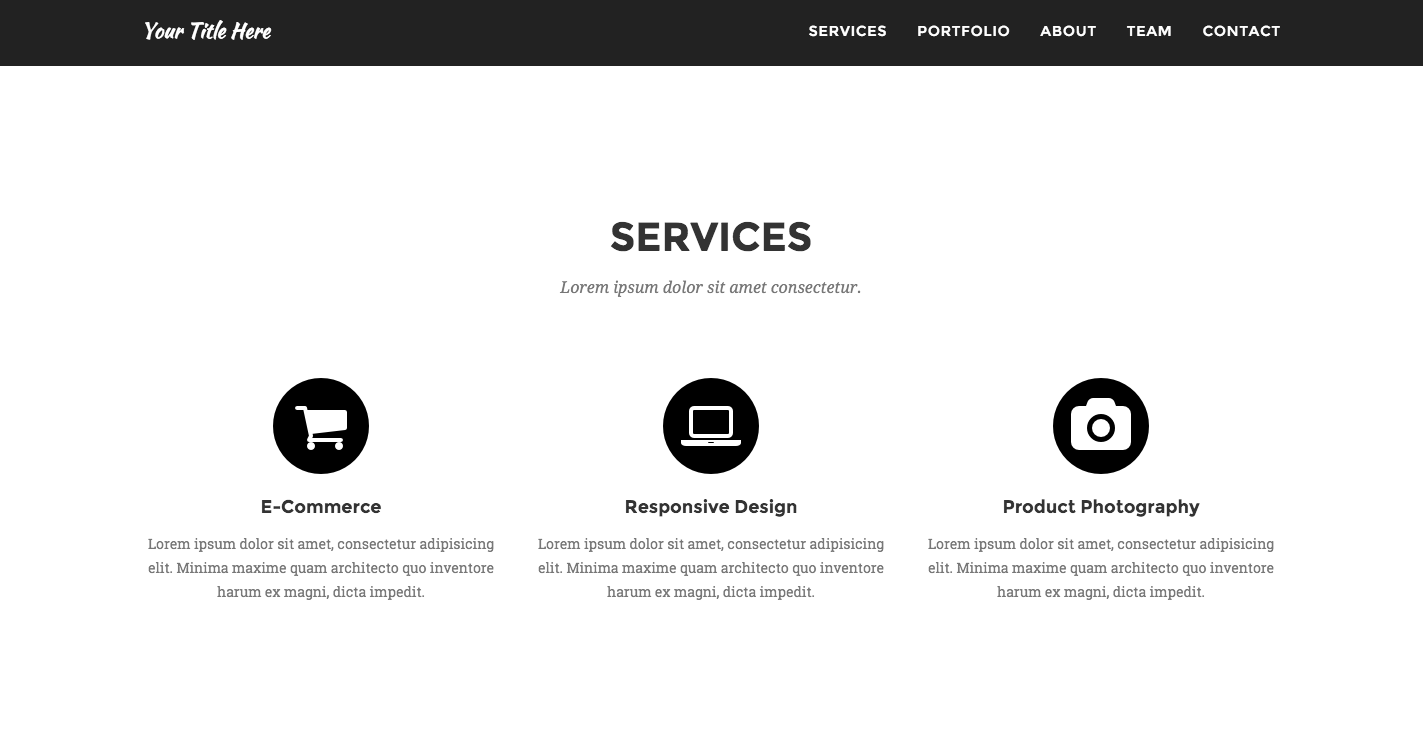 Your Title Here
SERVICES PORTFOLIO ABOUT TEAM CONTACT
SERVICES
Lorem ipsum dolor sit amet consectetur.
E-Commerce
Lorem ipsum dolor sit amet, consectetur adipisicing
elit. Minima maxime quam architecto quo inventore
harum ex magni, dicta impedit.
Responsive Design
Lorem ipsum dolor sit amet, consectetur adipisicing
elit. Minima maxime quam architecto quo inventore
harum ex magni, dicta impedit.
Product Photography
Lorem ipsum dolor sit amet, consectetur adipisicing
elit. Minima maxime quam architecto quo inventore
harum ex magni, dicta impedit.